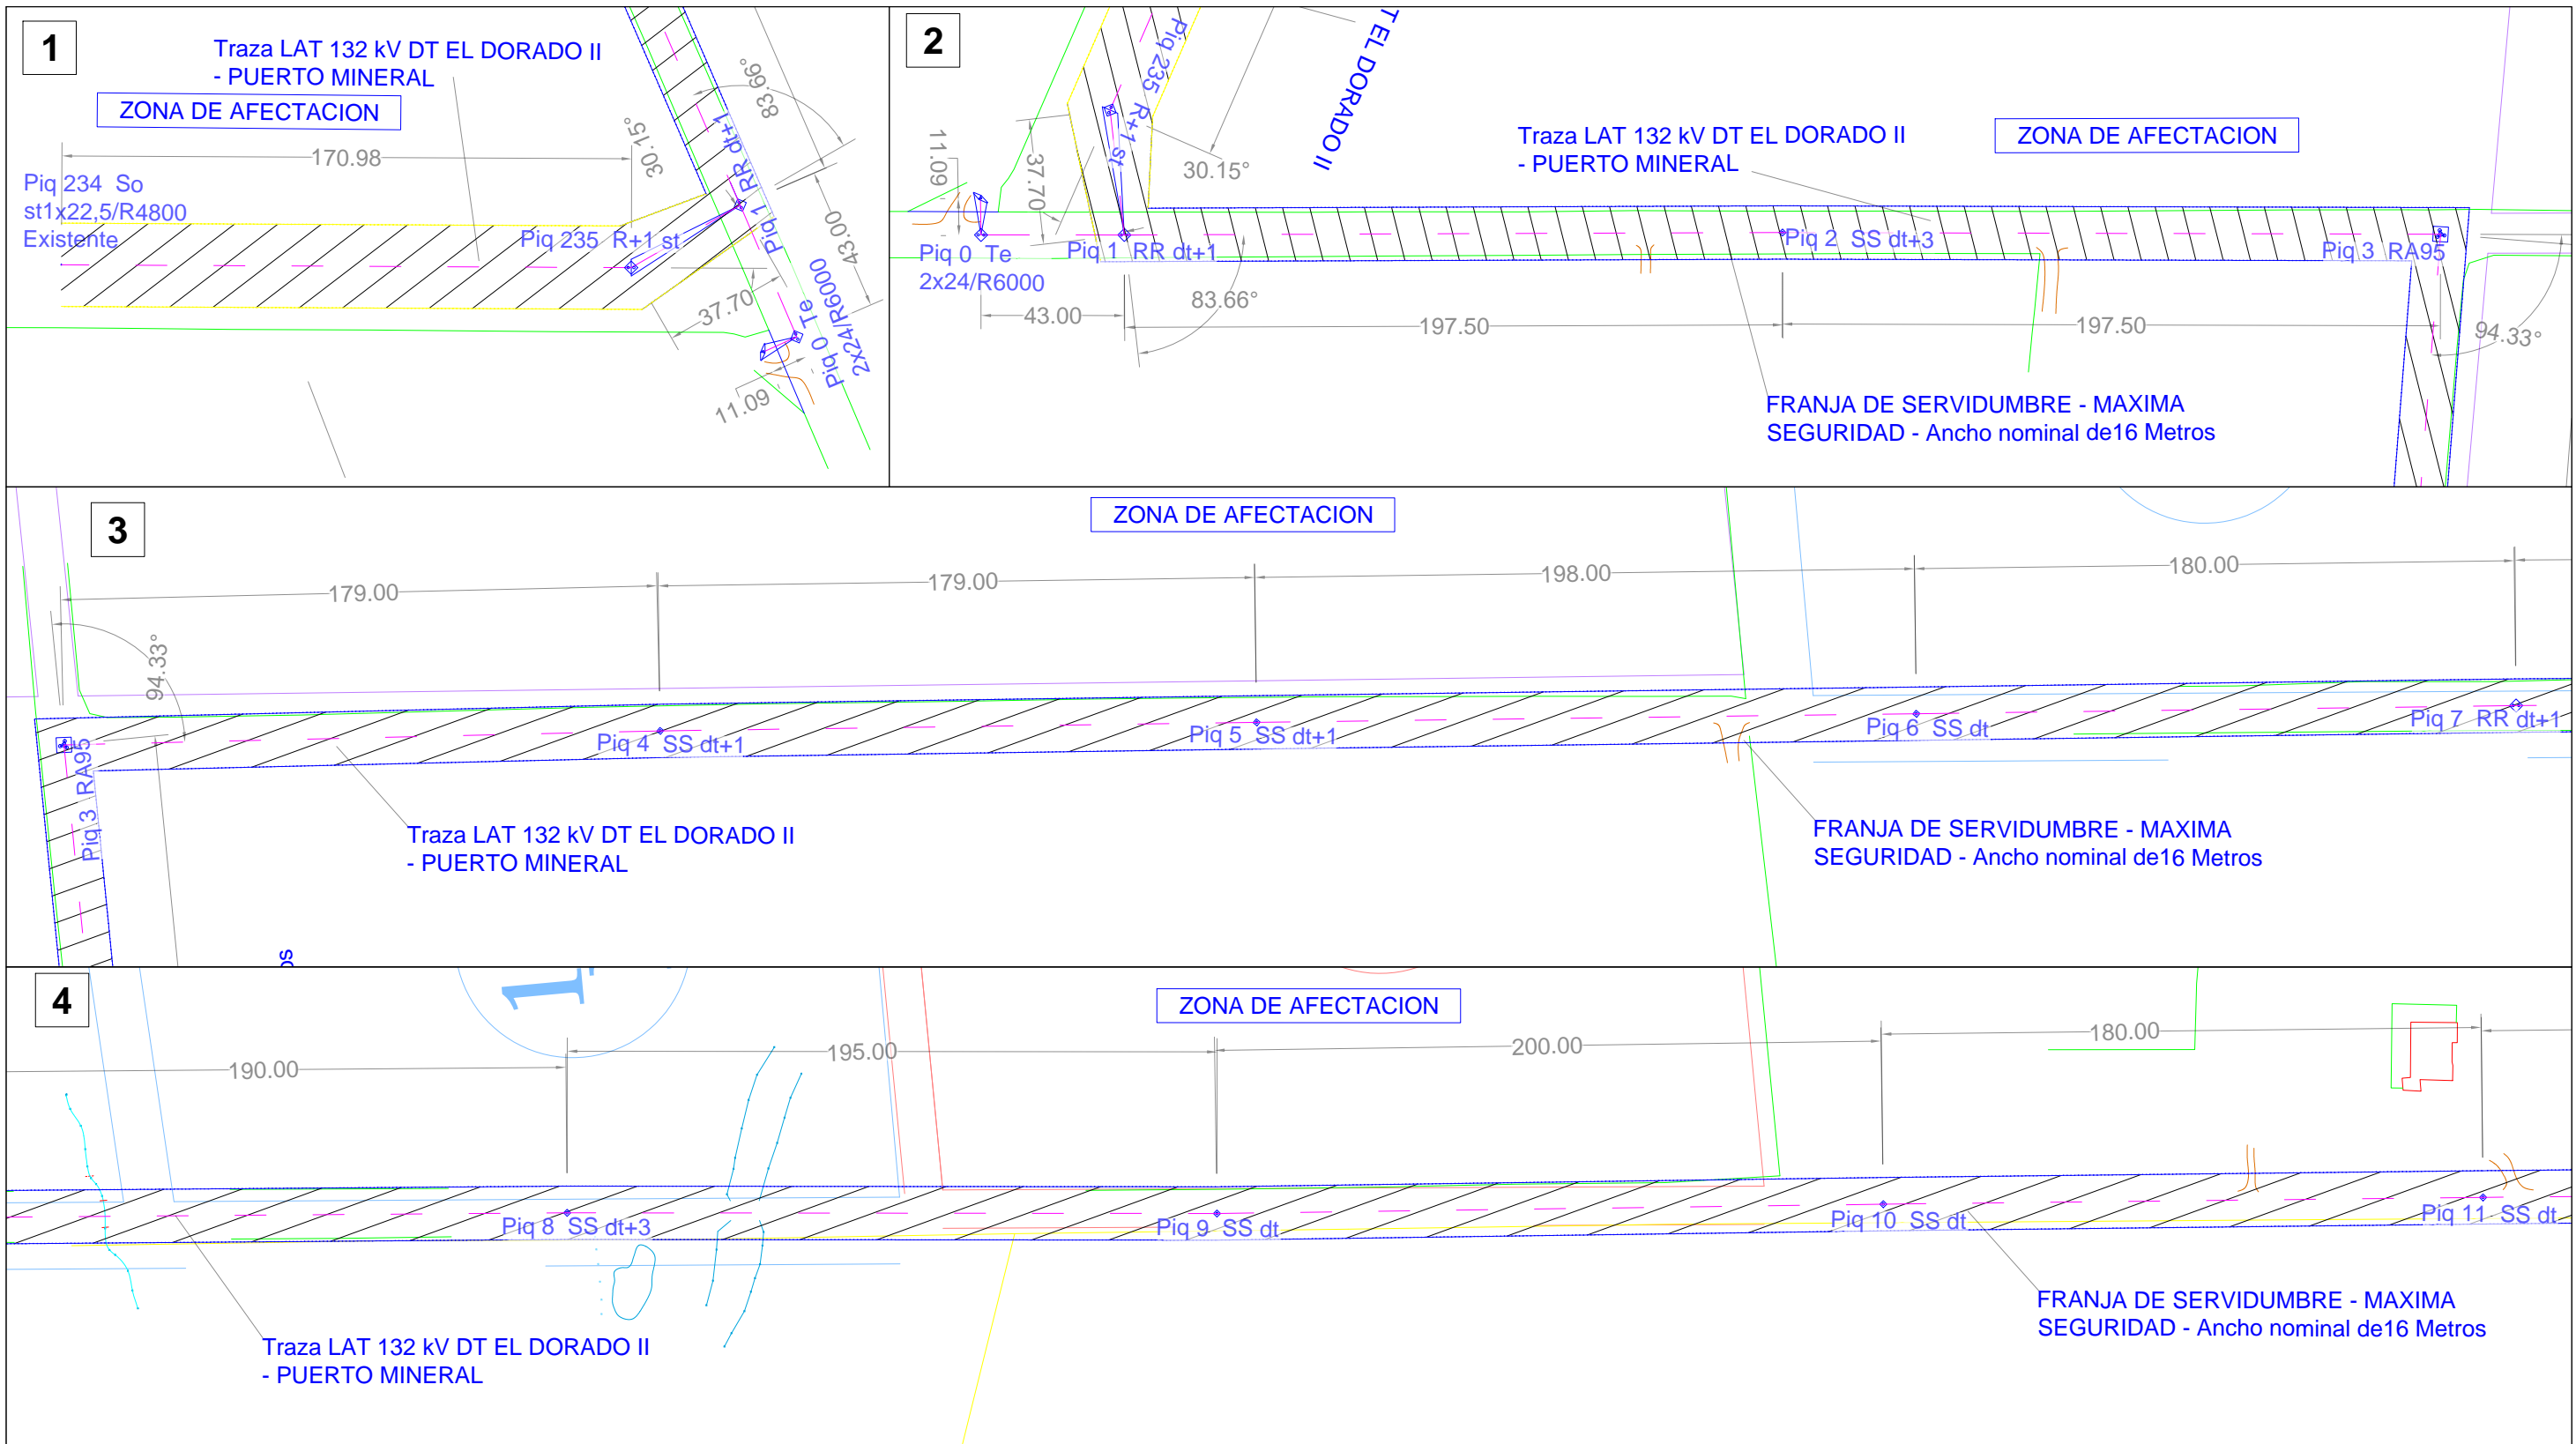 1
Traza LAT 132 kV DT EL DORADO II
- PUERTO MINERAL
ZONA DE AFECTACION
170.98
30.15°
83.66°
Piq 234 So
st1x22,5/R4800
Existente
Piq 235 R+1 st
Piq 1 RR dt+1
43.00
37.70
Piq 0 Te
2x24/R6000
11.09
2
Piq 235 R+1 st
T EL DORADO II
11.09
37.70
30.15°
Traza LAT 132 kV DT EL DORADO II
- PUERTO MINERAL
ZONA DE AFECTACION
Piq 0 Te
2x24/R6000
Piq 1 RR dt+1
Piq 2 SS dt+3
Piq 3 RA95
43.00
83.66°
197.50
197.50
94.33°
FRANJA DE SERVIDUMBRE - MAXIMA
SEGURIDAD - Ancho nominal de16 Metros
3
ZONA DE AFECTACION
179.00
179.00
198.00
180.00
94.33°
Piq 3 RA95
Piq 4 SS dt+1
Piq 5 SS dt+1
Piq 6 SS dt
Piq 7 RR dt+1
Traza LAT 132 kV DT EL DORADO II
- PUERTO MINERAL
FRANJA DE SERVIDUMBRE - MAXIMA
SEGURIDAD - Ancho nominal de16 Metros
os
4
1
ZONA DE AFECTACION
190.00
195.00
200.00
180.00
Piq 8 SS dt+3
Piq 9 SS dt
Piq 10 SS dt
Piq 11 SS dt
Traza LAT 132 kV DT EL DORADO II
- PUERTO MINERAL
FRANJA DE SERVIDUMBRE - MAXIMA
SEGURIDAD - Ancho nominal de16 Metros